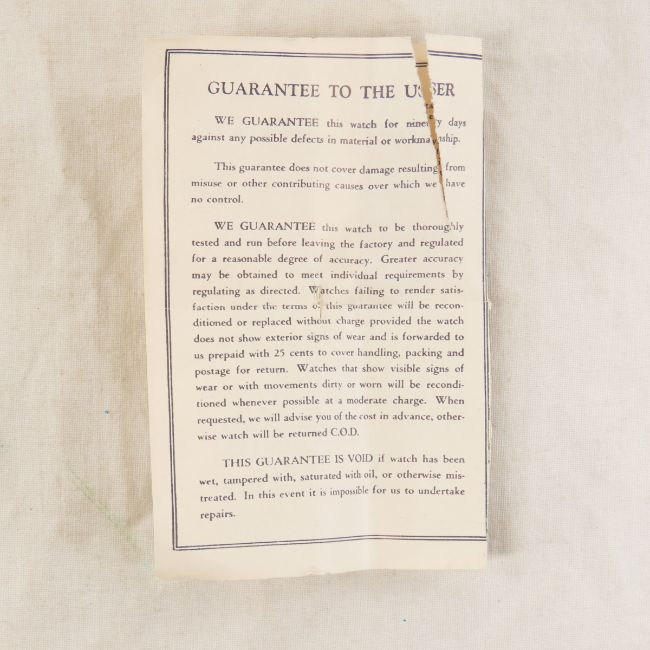 GUARANTEE TO THE USER
WE GUARANTEE this watch for ninety days
against any possible defects in material or workmanship.
This guarantee does not cover damage resulting from
misuse or other contributing causes over which we have
no control.
WE GUARANTEE this watch to be thoroughly
tested and run before leaving the factory and regulated
for a reasonable degree of accuracy. Greater accuracy
may be obtained to meet individual requirements by
regulating as directed. Watches failing to render satis-
faction under the terms of this guarantee will be recon-
ditioned or replaced without charge provided the watch
does not show exterior signs of wear and is forwarded to
us prepaid with 25 cents to cover handling, packing and
postage for return. Watches that show visible signs of
wear or with movements dirty or worn will be recondi-
tioned whenever possible at a moderate charge. When
requested, we will advise you of the cost in advance, other-
wise watch will be returned C.O.D.
THIS GUARANTEE IS VOID if watch has been
wet, tampered with, saturated with oil, or otherwise mis-
treated. In this event it is impossible for us to undertake
repairs.